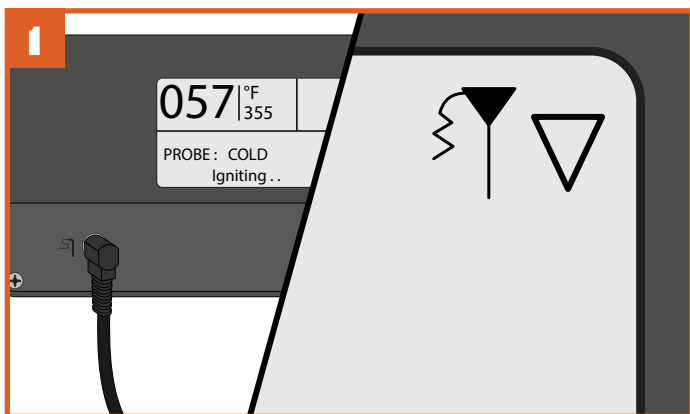 1
057 °F
355
PROBE : COLD
Igniting . .